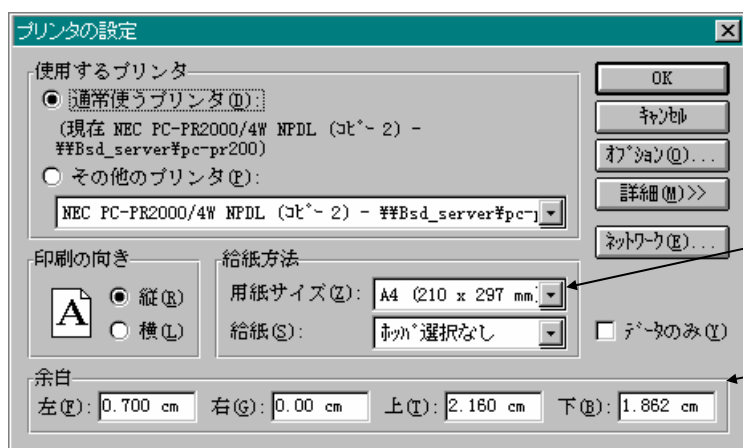 プリンタの設定
使用するプリンタ
通常使うプリンタ(D):
(現在 NEC PC-PR2000/4W NPDL (ｺﾋﾟｰ 2) -
¥¥Bsd_server¥pc-pr200)
その他のプリンタ(P):
NEC PC-PR2000/4W NPDL (ｺﾋﾟｰ 2) - ¥¥Bsd_server¥pc-
OK
ｷｬﾝｾﾙ
ｵﾌﾟｼｮﾝ(O)...
詳細(M)>>
ﾈｯﾄﾜｰｸ(E)...
印刷の向き
A
縦(R)
横(L)
給紙方法
用紙サイズ(Z): A4 (210 x 297 mm)
給紙(S): ﾎｯﾊﾟ選択なし
ﾃﾞｰﾀのみ(Y)
余白
左(F): 0.700 cm 右(G): 0.00 cm 上(T): 2.160 cm 下(B): 1.862 cm